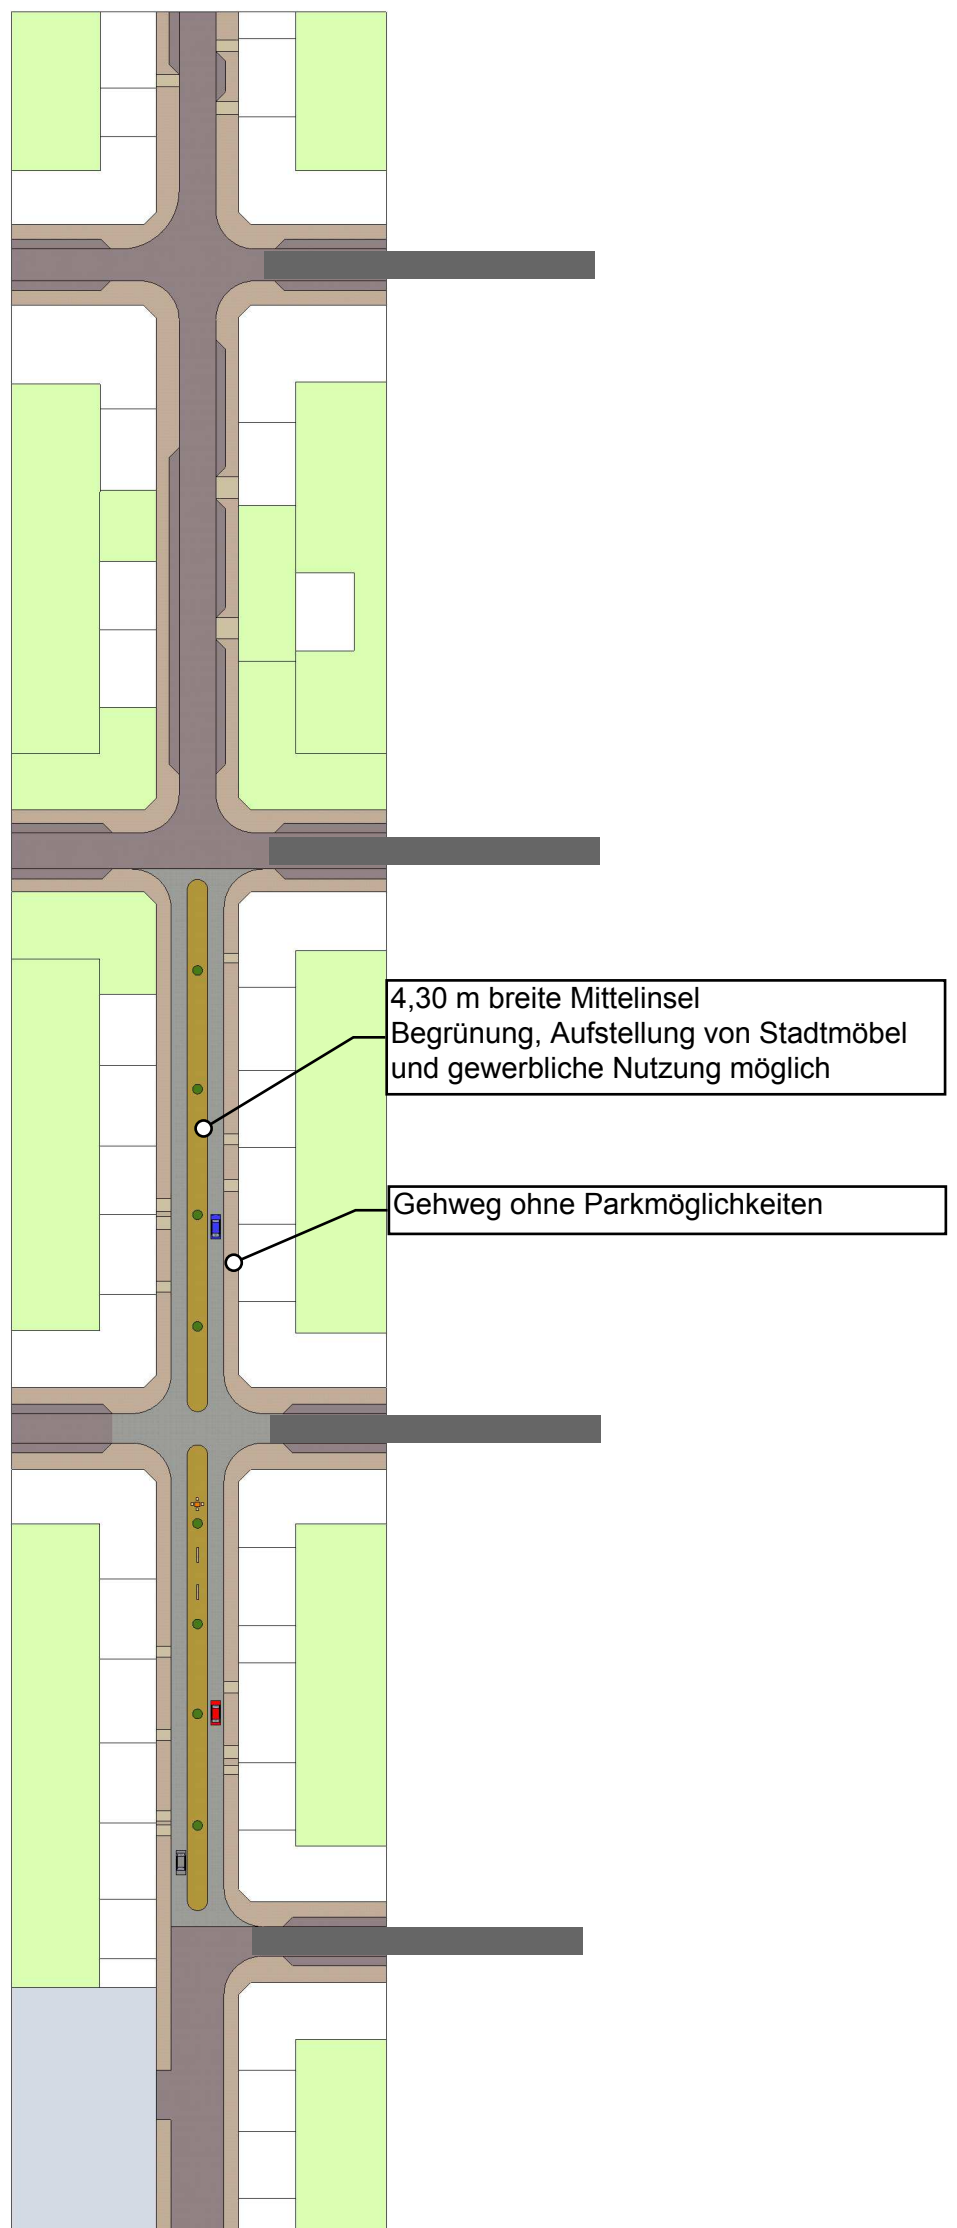 4,30 m breite Mittelinsel
Begrünung, Aufstellung von Stadtmöbel
und gewerbliche Nutzung möglich
Gehweg ohne Parkmöglichkeiten